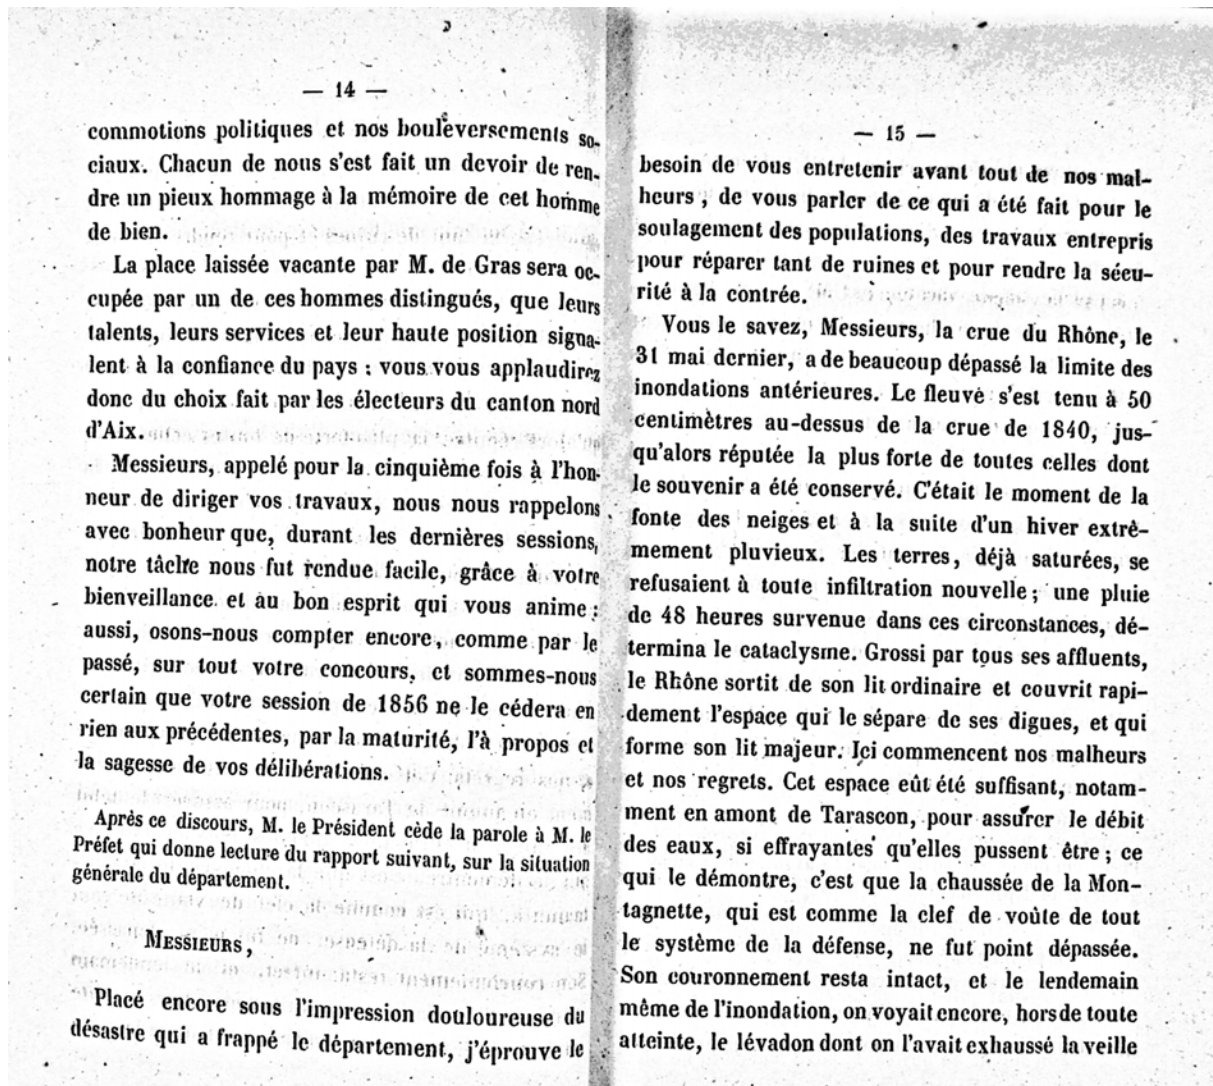 — 14 —
commotions politiques et nos bouleversements so-
ciaux. Chacun de nous s'est fait un devoir de ren-
dre un pieux hommage à la mémoire de cet homme
de bien.
La place laissée vacante par M. de Gras sera oc-
cupée par un de ces hommes distingués, que leurs
talents, leurs services et leur haute position signa-
lent à la confiance du pays : vous vous applaudirez
donc du choix fait par les électeurs du canton nord
d'Aix.
Messieurs, appelé pour la cinquième fois à l'hon-
neur de diriger vos travaux, nous nous rappelons
avec bonheur que, durant les dernières sessions,
notre tâche nous fut rendue facile, grâce à votre
bienveillance et au bon esprit qui vous anime :
aussi, osons-nous compter encore, comme par le
passé, sur tout votre concours, et sommes-nous
certain que votre session de 1856 ne le cédera en
rien aux précédentes, par la maturité, l'à propos et
la sagesse de vos délibérations.
Après ce discours, M. le Président cède la parole à M. le
Préfet qui donne lecture du rapport suivant, sur la situation
générale du département.
MESSIEURS,
Placé encore sous l'impression douloureuse du
désastre qui a frappé le département, j'éprouve le
— 15 —
besoin de vous entretenir avant tout de nos mal-
heurs , de vous parler de ce qui a été fait pour le
soulagement des populations, des travaux entrepris
pour réparer tant de ruines et pour rendre la sécu-
rité à la contrée.
Vous le savez, Messieurs, la crue du Rhône, le
31 mai dernier, a de beaucoup dépassé la limite des
inondations antérieures. Le fleuve s'est tenu à 50
centimètres au-dessus de la crue de 1840, jus-
qu'alors réputée la plus forte de toutes celles dont
le souvenir a été conservé. C'était le moment de la
fonte des neiges et à la suite d'un hiver extrê-
mement pluvieux. Les terres, déjà saturées, se
refusaient à toute infiltration nouvelle ; une pluie
de 48 heures survenue dans ces circonstances, dé-
termina le cataclysme. Grossi par tous ses affluents,
le Rhône sortit de son lit ordinaire et couvrit rapi-
dement l'espace qui le sépare de ses digues, et qui
forme son lit majeur. Ici commencent nos malheurs
et nos regrets. Cet espace eût été suffisant, notam-
ment en amont de Tarascon, pour assurer le débit
des eaux, si effrayantes qu'elles pussent être ; ce
qui le démontre, c'est que la chaussée de la Mon-
tagnette, qui est comme la clef de voûte de tout
le système de la défense, ne fut point dépassée.
Son couronnement resta intact, et le lendemain
même de l'inondation, on voyait encore, hors de toute
atteinte, le lévadon dont on l'avait exhaussé la veille